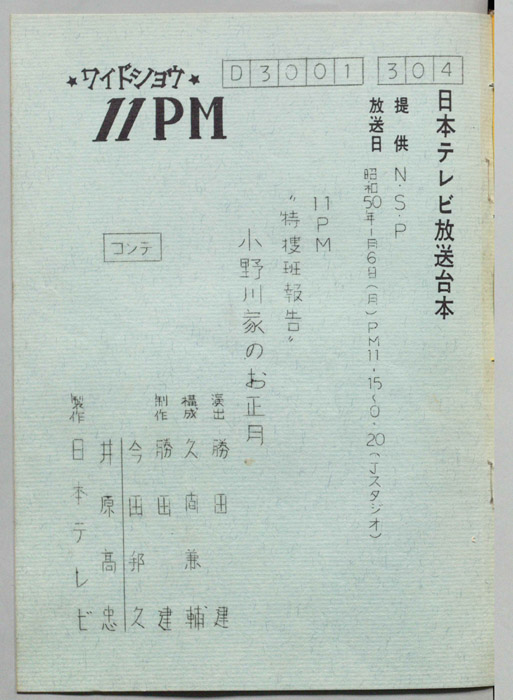 日本テレビ放送台本
D3001 304
★ワイドショウ★
11PM
提供 N・S・P
放送日 昭和50年1月6日(月)PM11・15〜0・20(Jスタジオ)
11PM
"特捜班報告"
小野川家のお正月
コンテ
演出 勝田 建
構成 久 兼輔
制作 勝田 建
今田邦久
井原高忠
製作 日本テレビ